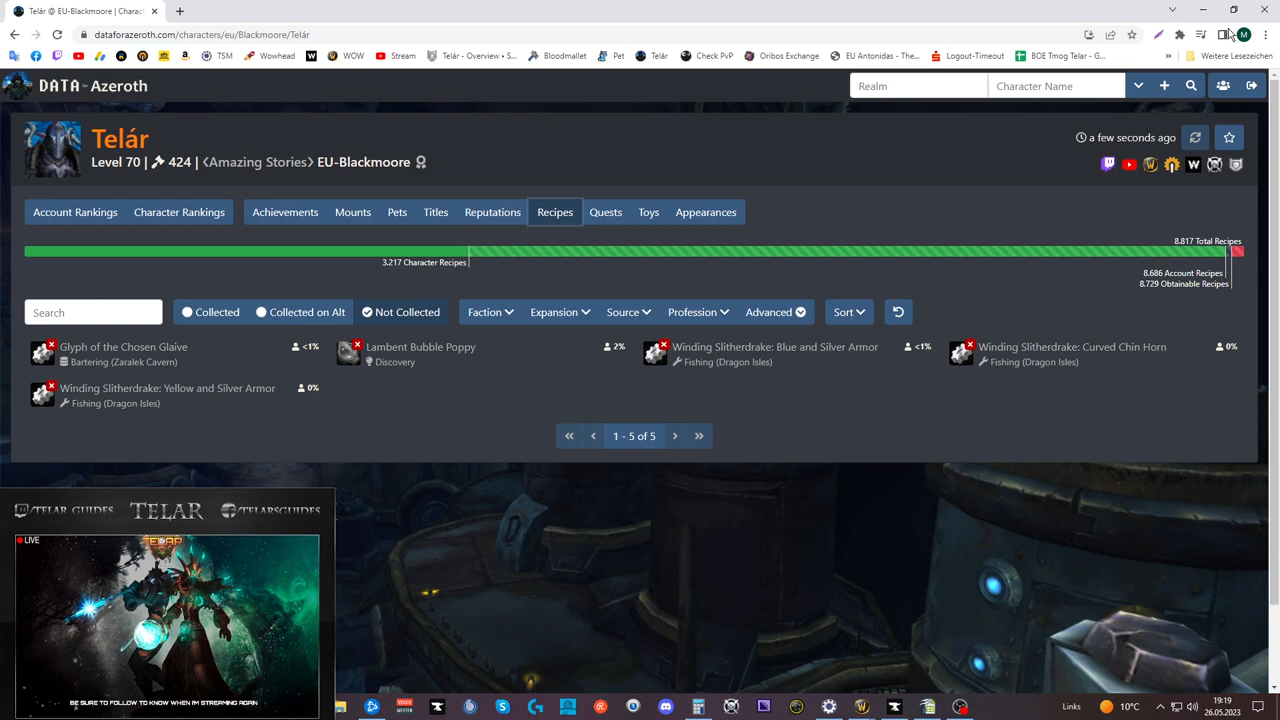 Telár @ EU-Blackmoore | Charact
dataforazeroth.com/characters/eu/Blackmoore/Telár
M
TSM
Wowhead
WOW
Stream
Telár - Overview • S...
Bloodmallet
Pet
Telár
Check PvP
Oribos Exchange
EU Antonidas - The...
Logout-Timeout
BOE Tmog Telar - G...
»
Weitere Lesezeichen
DATA for Azeroth
Realm
Character Name
Telár
Level 70 | 424 | <Amazing Stories> EU-Blackmoore
a few seconds ago
Account Rankings
Character Rankings
Achievements
Mounts
Pets
Titles
Reputations
Recipes
Quests
Toys
Appearances
8.817 Total Recipes
3.217 Character Recipes
8.686 Account Recipes
8.729 Obtainable Recipes
Search
Collected
Collected on Alt
Not Collected
Faction
Expansion
Source
Profession
Advanced
Sort
Glyph of the Chosen Glaive
<1%
Bartering (Zaralek Cavern)
Lambent Bubble Poppy
2%
Discovery
Winding Slitherdrake: Blue and Silver Armor
<1%
Fishing (Dragon Isles)
Winding Slitherdrake: Curved Chin Horn
0%
Fishing (Dragon Isles)
Winding Slitherdrake: Yellow and Silver Armor
0%
Fishing (Dragon Isles)
« ‹ 1 - 5 of 5 › »
/TELAR GUIDES
TELAR
/TELARSGUIDES
LIVE
TELAR
BE SURE TO FOLLOW TO KNOW WHEN I'M STREAMING AGAIN
Links
10°C
19:19
26.05.2023